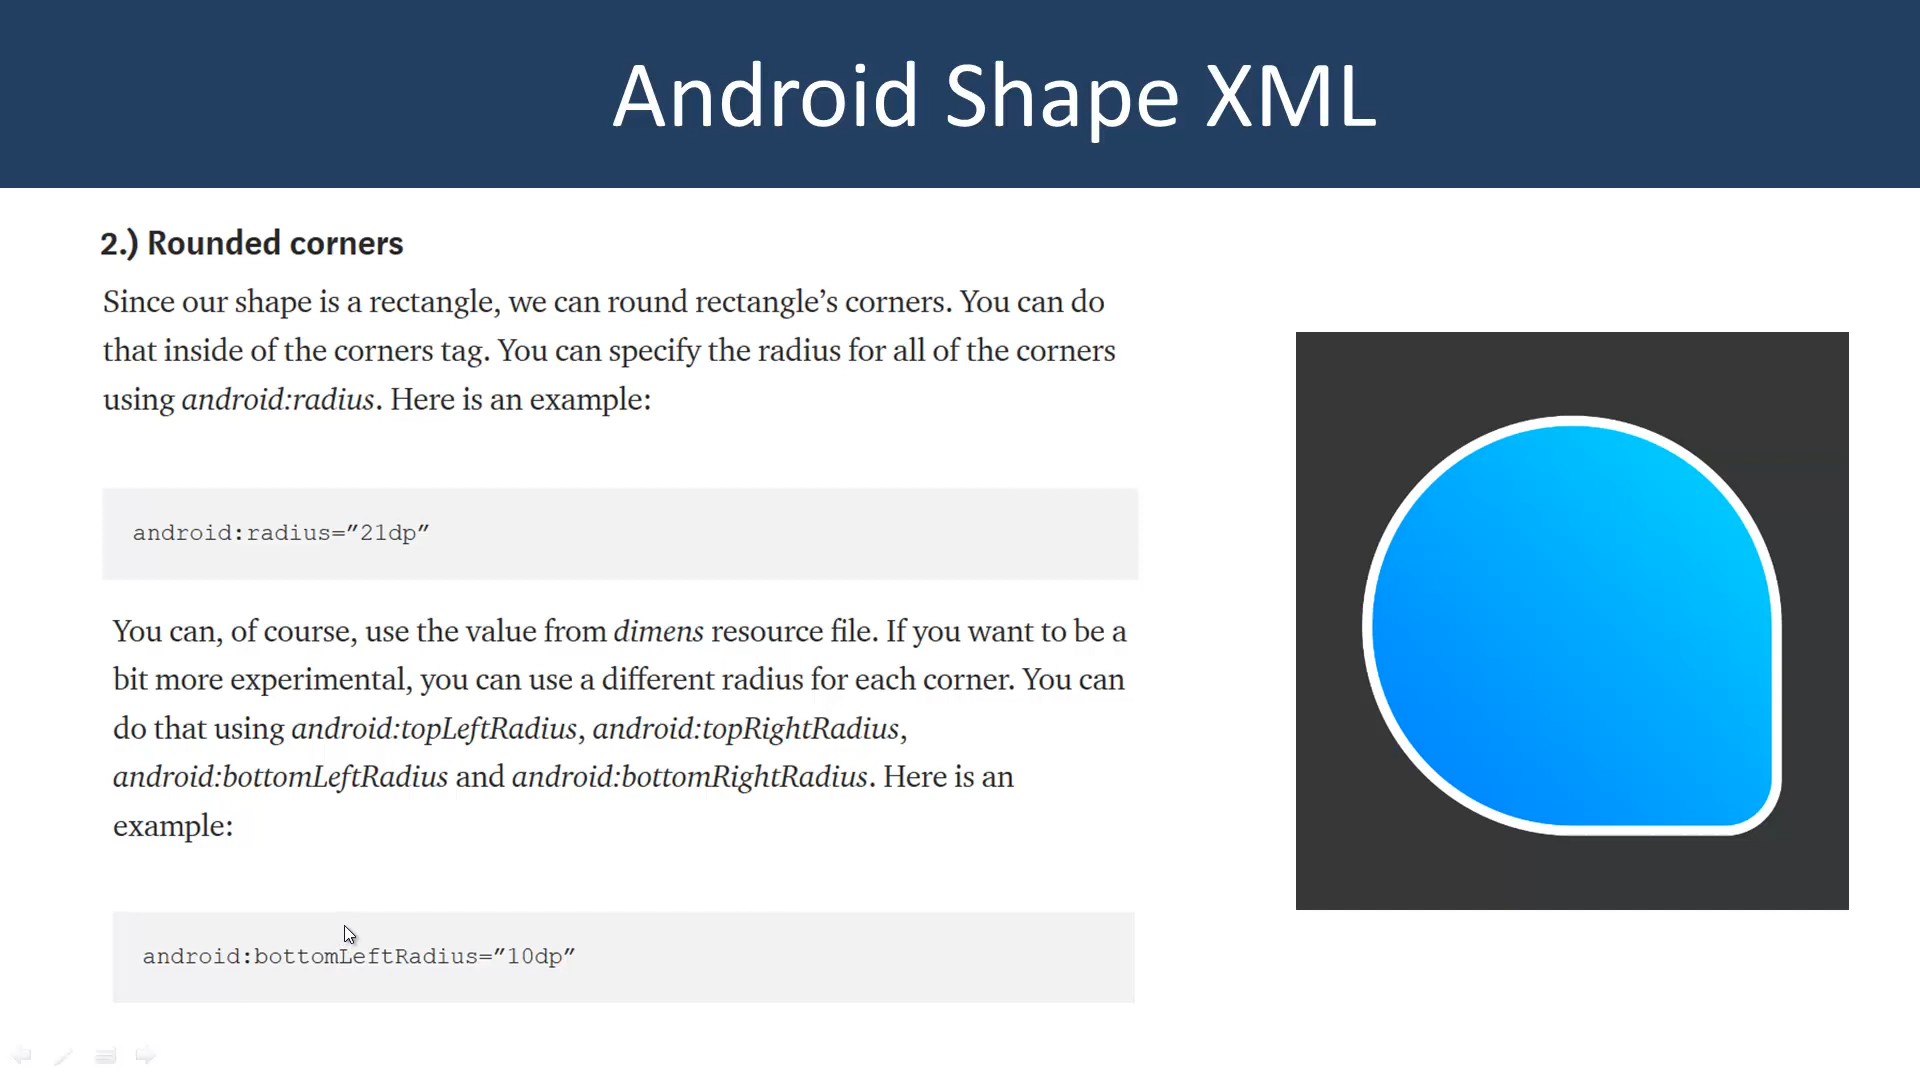 Android Shape XML
2.) Rounded corners
Since our shape is a rectangle, we can round rectangle’s corners. You can do
that inside of the corners tag. You can specify the radius for all of the corners
using android:radius. Here is an example:
android:radius=”21dp”
You can, of course, use the value from dimens resource file. If you want to be a
bit more experimental, you can use a different radius for each corner. You can
do that using android:topLeftRadius, android:topRightRadius,
android:bottomLeftRadius and android:bottomRightRadius. Here is an
example:
android:bottomLeftRadius=”10dp”